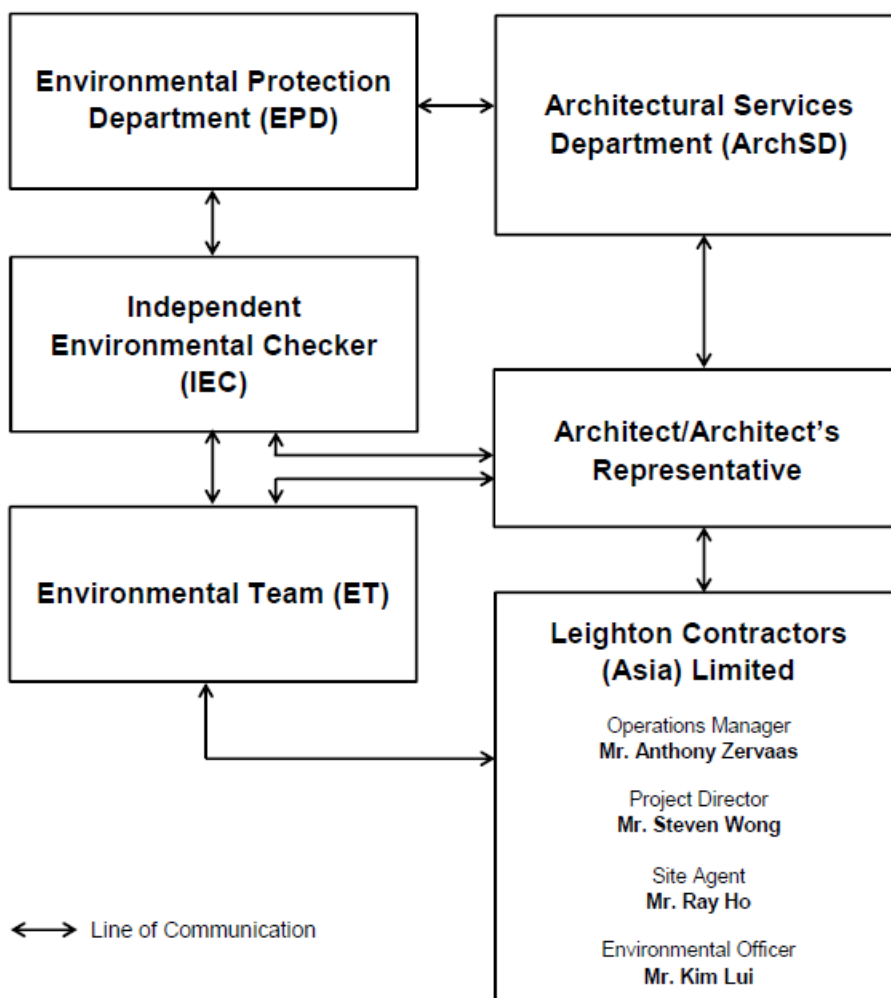 Environmental Protection
Department (EPD)
Architectural Services
Department (ArchSD)
Independent
Environmental Checker
(IEC)
Architect/Architect’s
Representative
Environmental Team (ET)
Leighton Contractors
(Asia) Limited
Operations Manager
Mr. Anthony Zervaas
Project Director
Mr. Steven Wong
Site Agent
Mr. Ray Ho
Environmental Officer
Mr. Kim Lui
Line of Communication